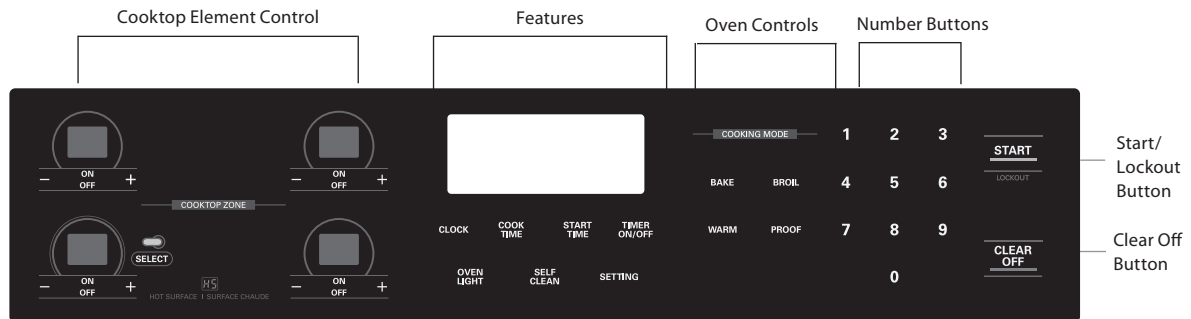 Cooktop Element Control
Features
Oven Controls
Number Buttons
ON
OFF
− +
ON
OFF
− +
COOKTOP ZONE
SELECT
ON
OFF
− +
HS
HOT SURFACE | SURFACE CHAUDE
ON
OFF
− +
CLOCK
COOK
TIME
START
TIME
TIMER
ON/OFF
OVEN
LIGHT
SELF
CLEAN
SETTING
COOKING MODE
BAKE BROIL
WARM PROOF
1 2 3
4 5 6
7 8 9
0
START
LOCKOUT
CLEAR
OFF
Start/
Lockout
Button
Clear Off
Button